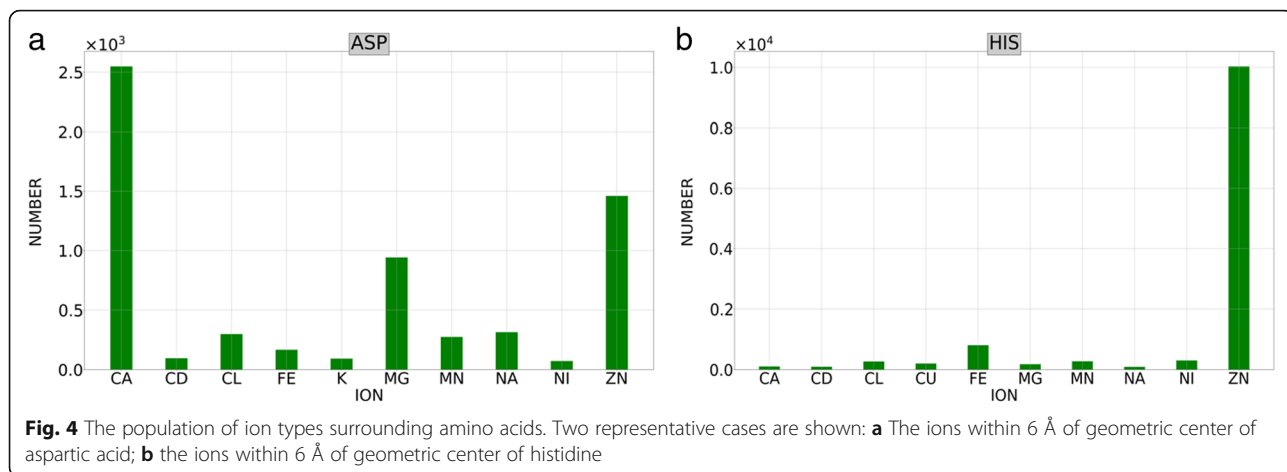 a
ASP
×10³
2.5
2.0
1.5
1.0
0.5
0.0
NUMBER
CA CD CL FE K MG MN NA NI ZN
ION
b
HIS
×10⁴
1.0
0.8
0.6
0.4
0.2
0.0
NUMBER
CA CD CL CU FE MG MN NA NI ZN
ION
Fig. 4 The population of ion types surrounding amino acids. Two representative cases are shown: a The ions within 6 Å of geometric center of
aspartic acid; b the ions within 6 Å of geometric center of histidine